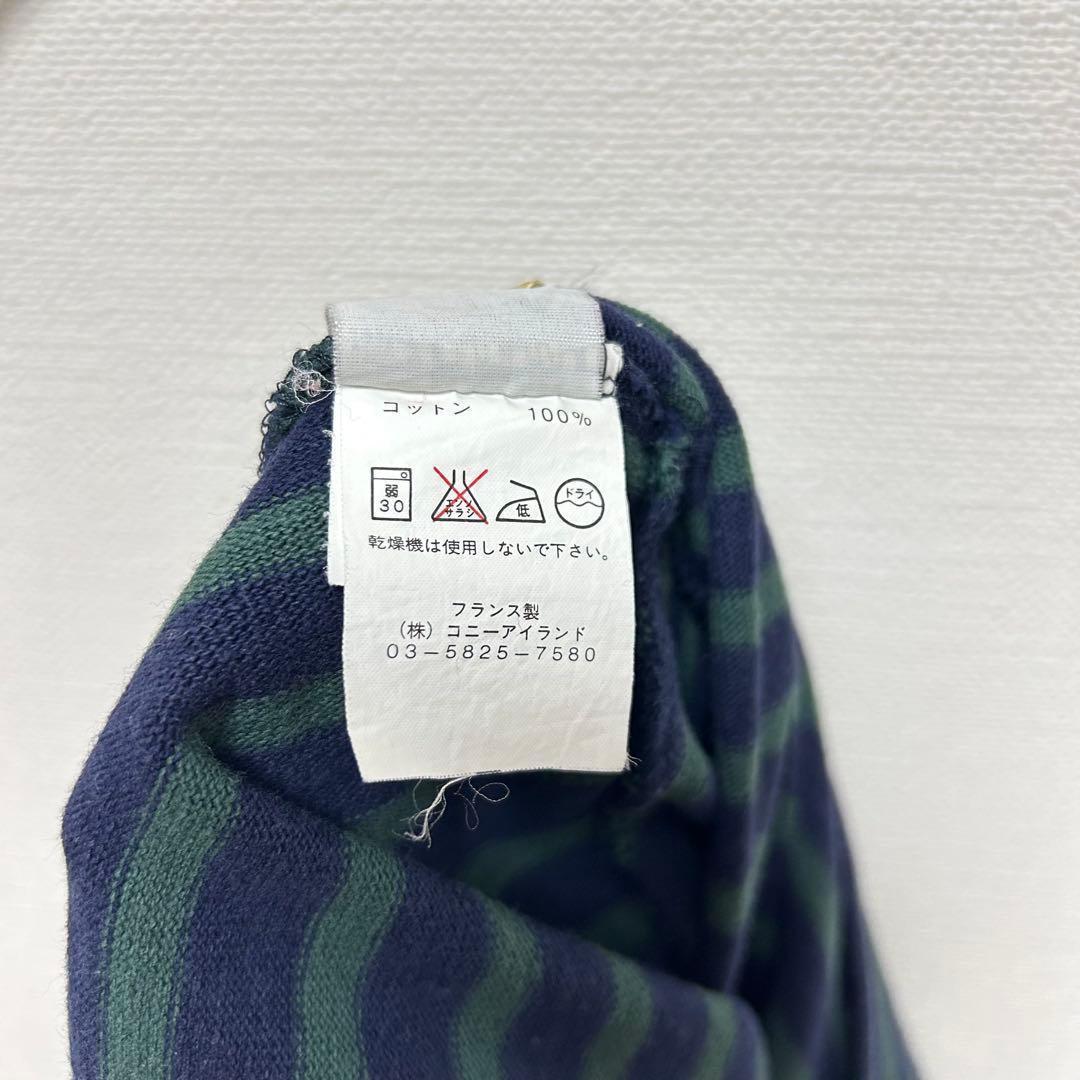 コットン 100%
弱 30 エンソ サラシ 低 ドライ
乾燥機は使用しないで下さい。
フランス製
(株) コニーアイランド
03-5825-7580